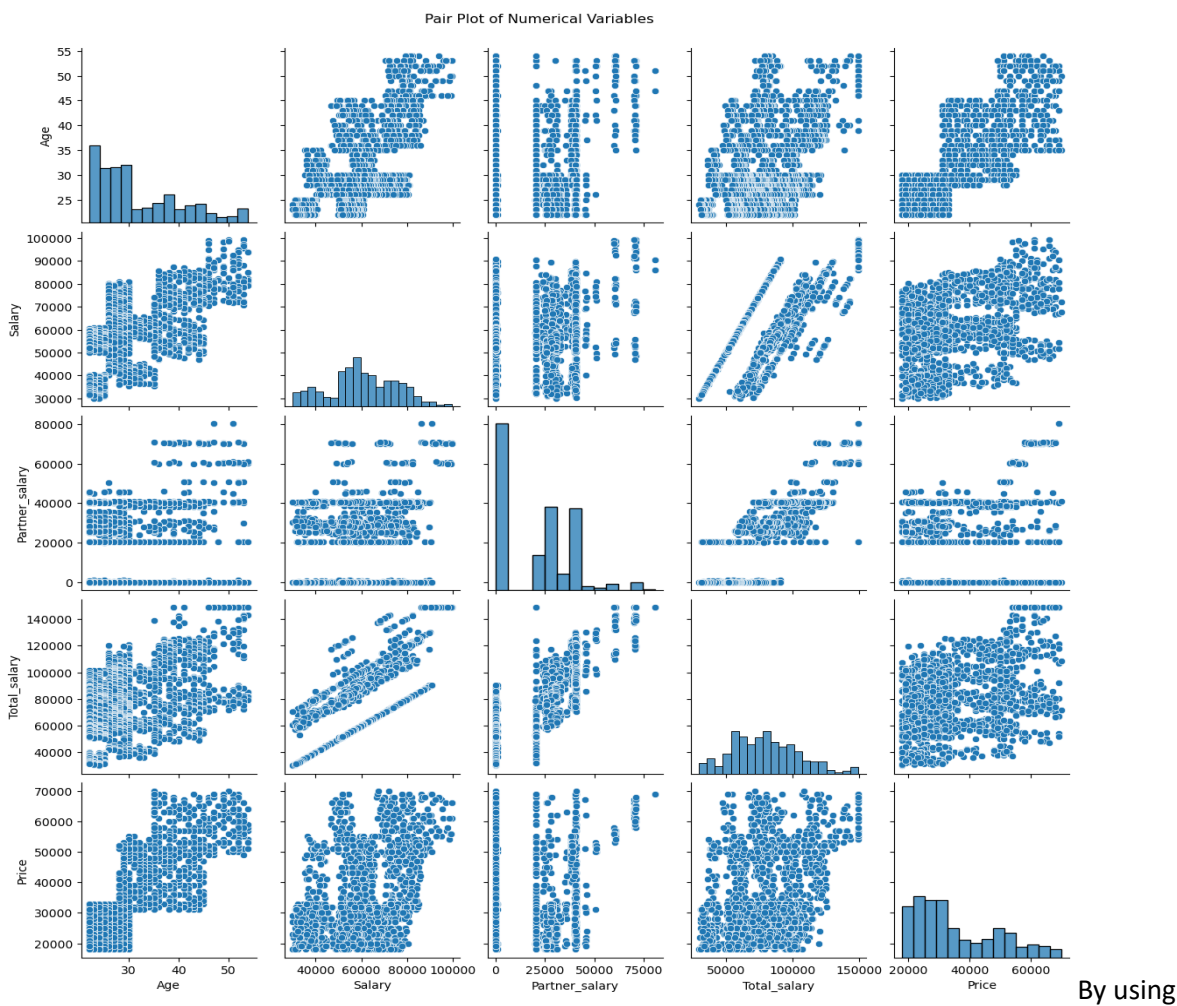 Pair Plot of Numerical Variables
55
50
45
40
35
30
25
Age
100000
90000
80000
70000
60000
50000
40000
30000
Salary
80000
60000
40000
20000
0
Partner_salary
140000
120000
100000
80000
60000
40000
Total_salary
70000
60000
50000
40000
30000
20000
Price
30 40 50
Age
40000 60000 80000 100000
Salary
0 25000 50000 75000
Partner_salary
50000 100000 150000
Total_salary
20000 40000 60000
Price
By using